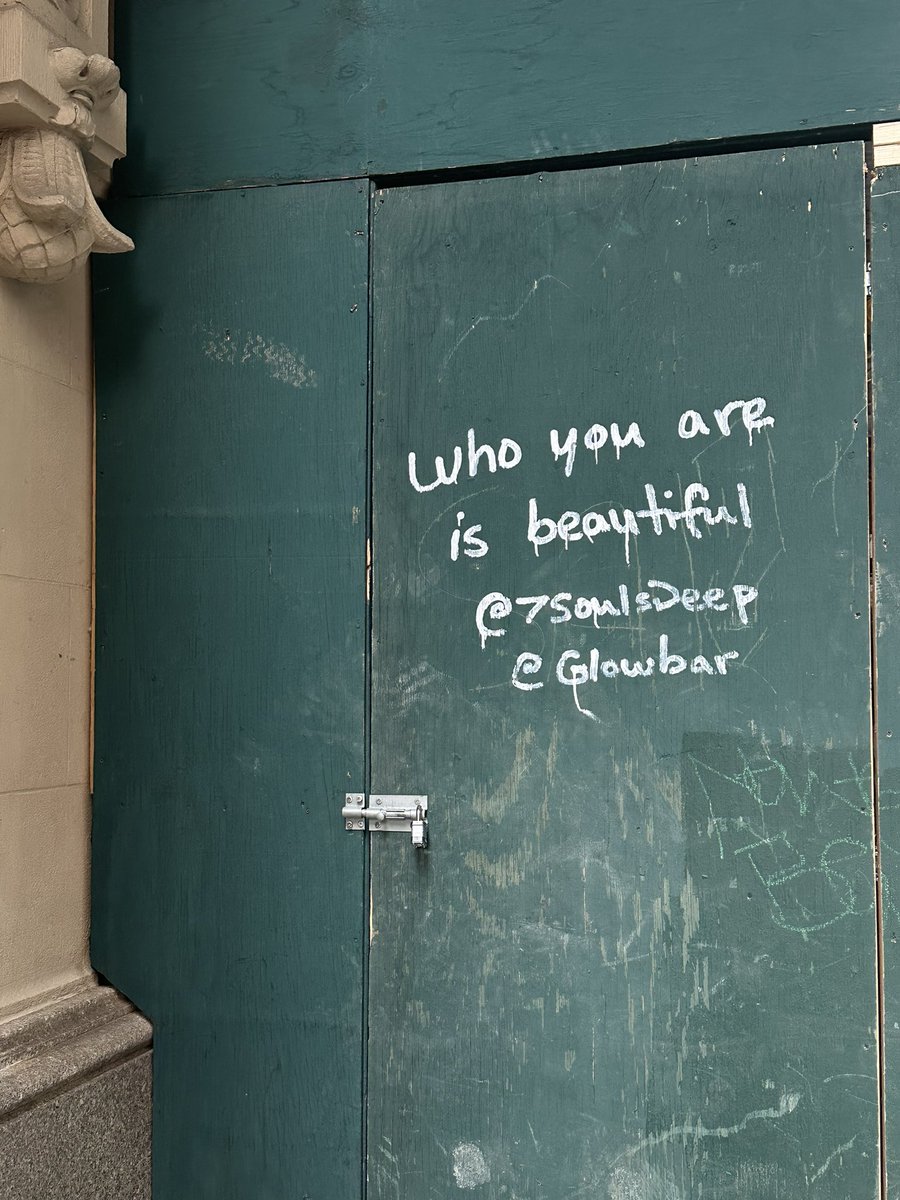 Who you are
is beautiful
@7SoulsDeep
@Glowbar